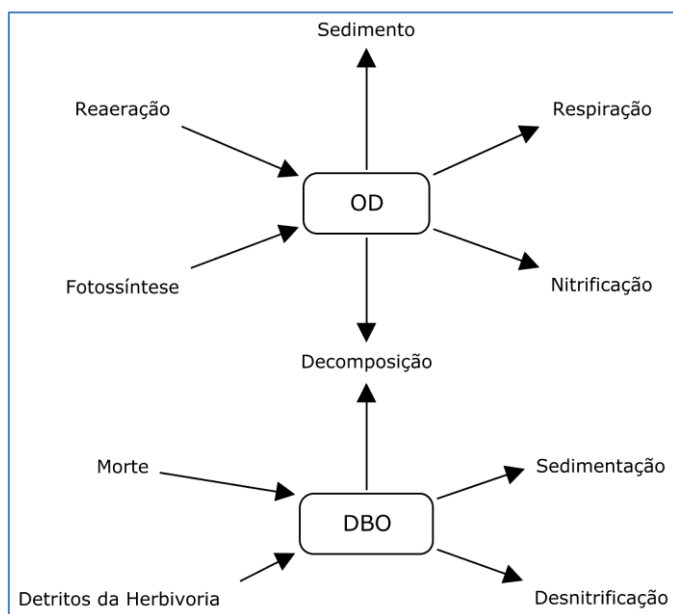 Sedimento
Reaeração
Respiração
OD
Fotossíntese
Nitrificação
Decomposição
Morte
Sedimentação
DBO
Detritos da Herbivoria
Desnitrificação